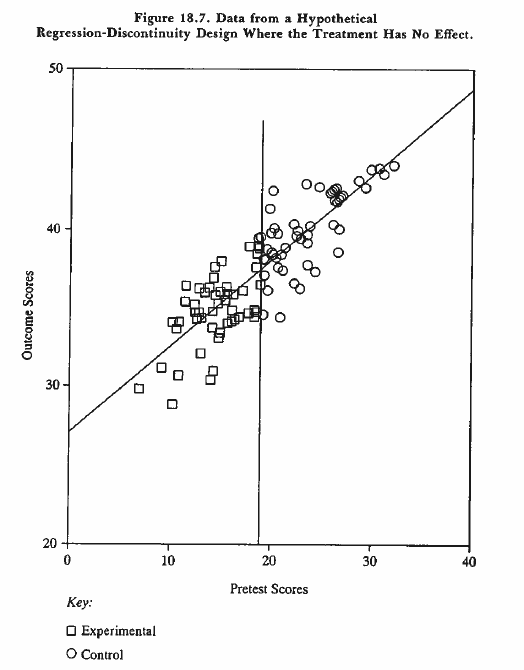 Figure 18.7. Data from a Hypothetical
Regression-Discontinuity Design Where the Treatment Has No Effect.
50
40
30
20
Outcome Scores
0
10
20
30
40
Pretest Scores
Key:
Experimental
Control